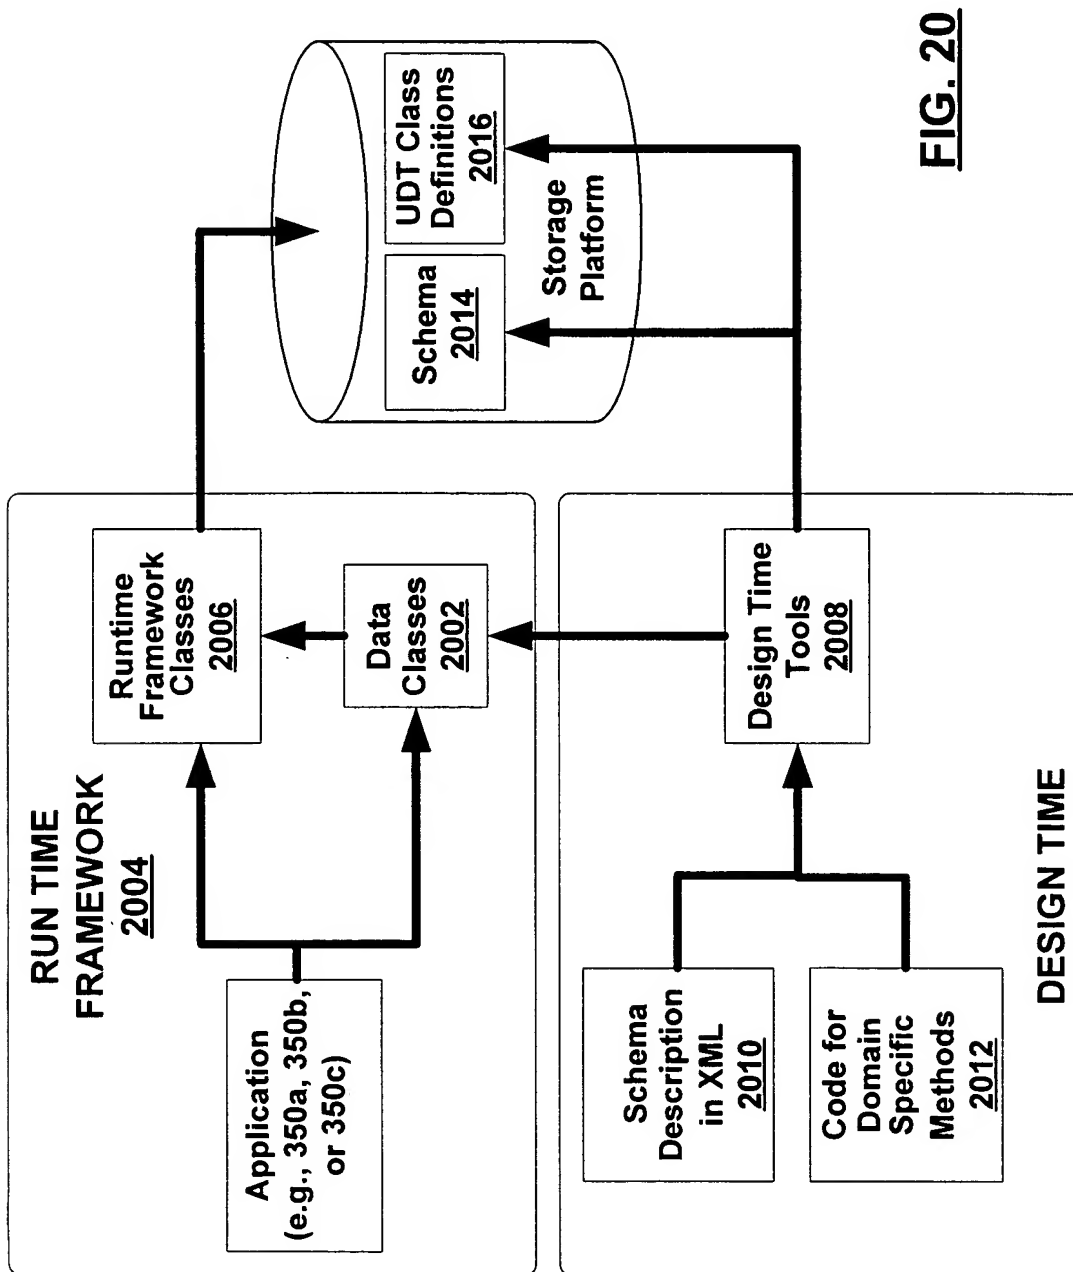 RUN TIME
FRAMEWORK
2004
Application
(e.g., 350a, 350b,
or 350c)
Runtime
Framework
Classes
2006
Data
Classes
2002
UDT Class
Definitions
2016
Schema
2014
Storage
Platform
Schema
Description
in XML
2010
Code for
Domain
Specific
Methods
2012
Design Time
Tools
2008
DESIGN TIME
FIG. 20